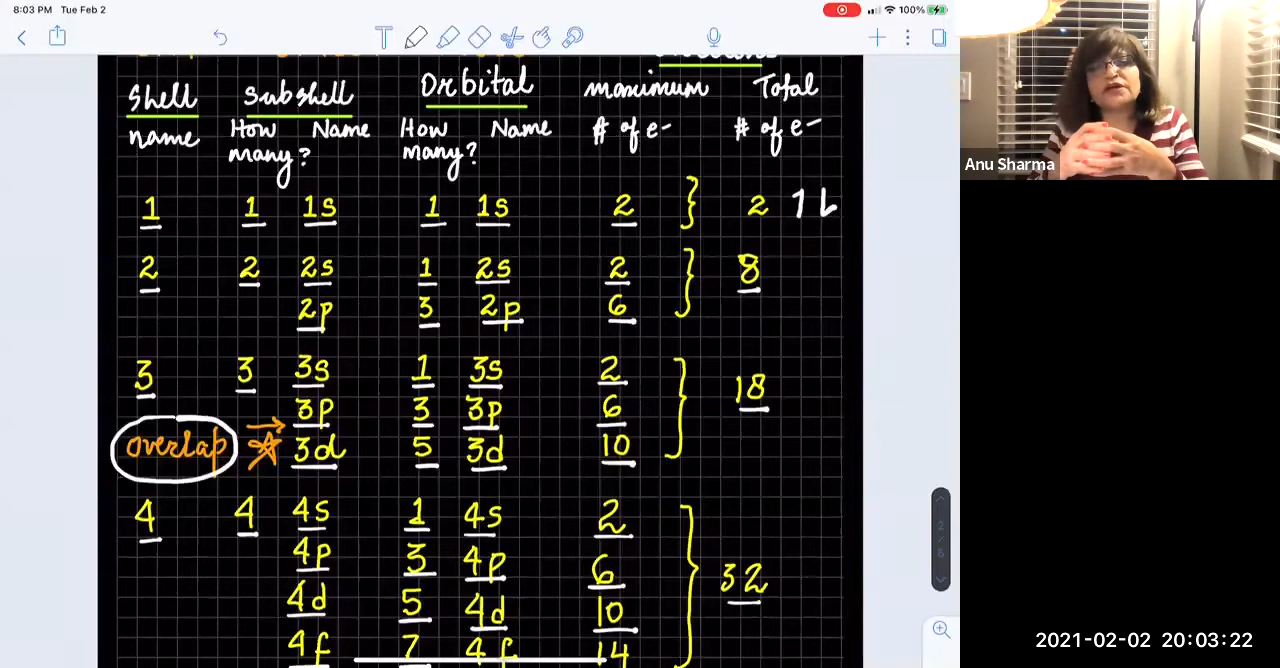 8:03 PM Tue Feb 2 100%
Shell Subshell Orbital maximum Total
name How many? Name How many? Name # of e- # of e-
1 1 1s 1 1s 2 2 1L
2 2 2s 1 2s 2 8
2p 3 2p 6
3 3 3s 1 3s 2 18
3p 3 3p 6
overlap 3d 5 3d 10
4 4 4s 1 4s 2 32
4p 3 4p 6
4d 5 4d 10
4f 7 4f 14
Anu Sharma
2 / 5
2021-02-02 20:03:22